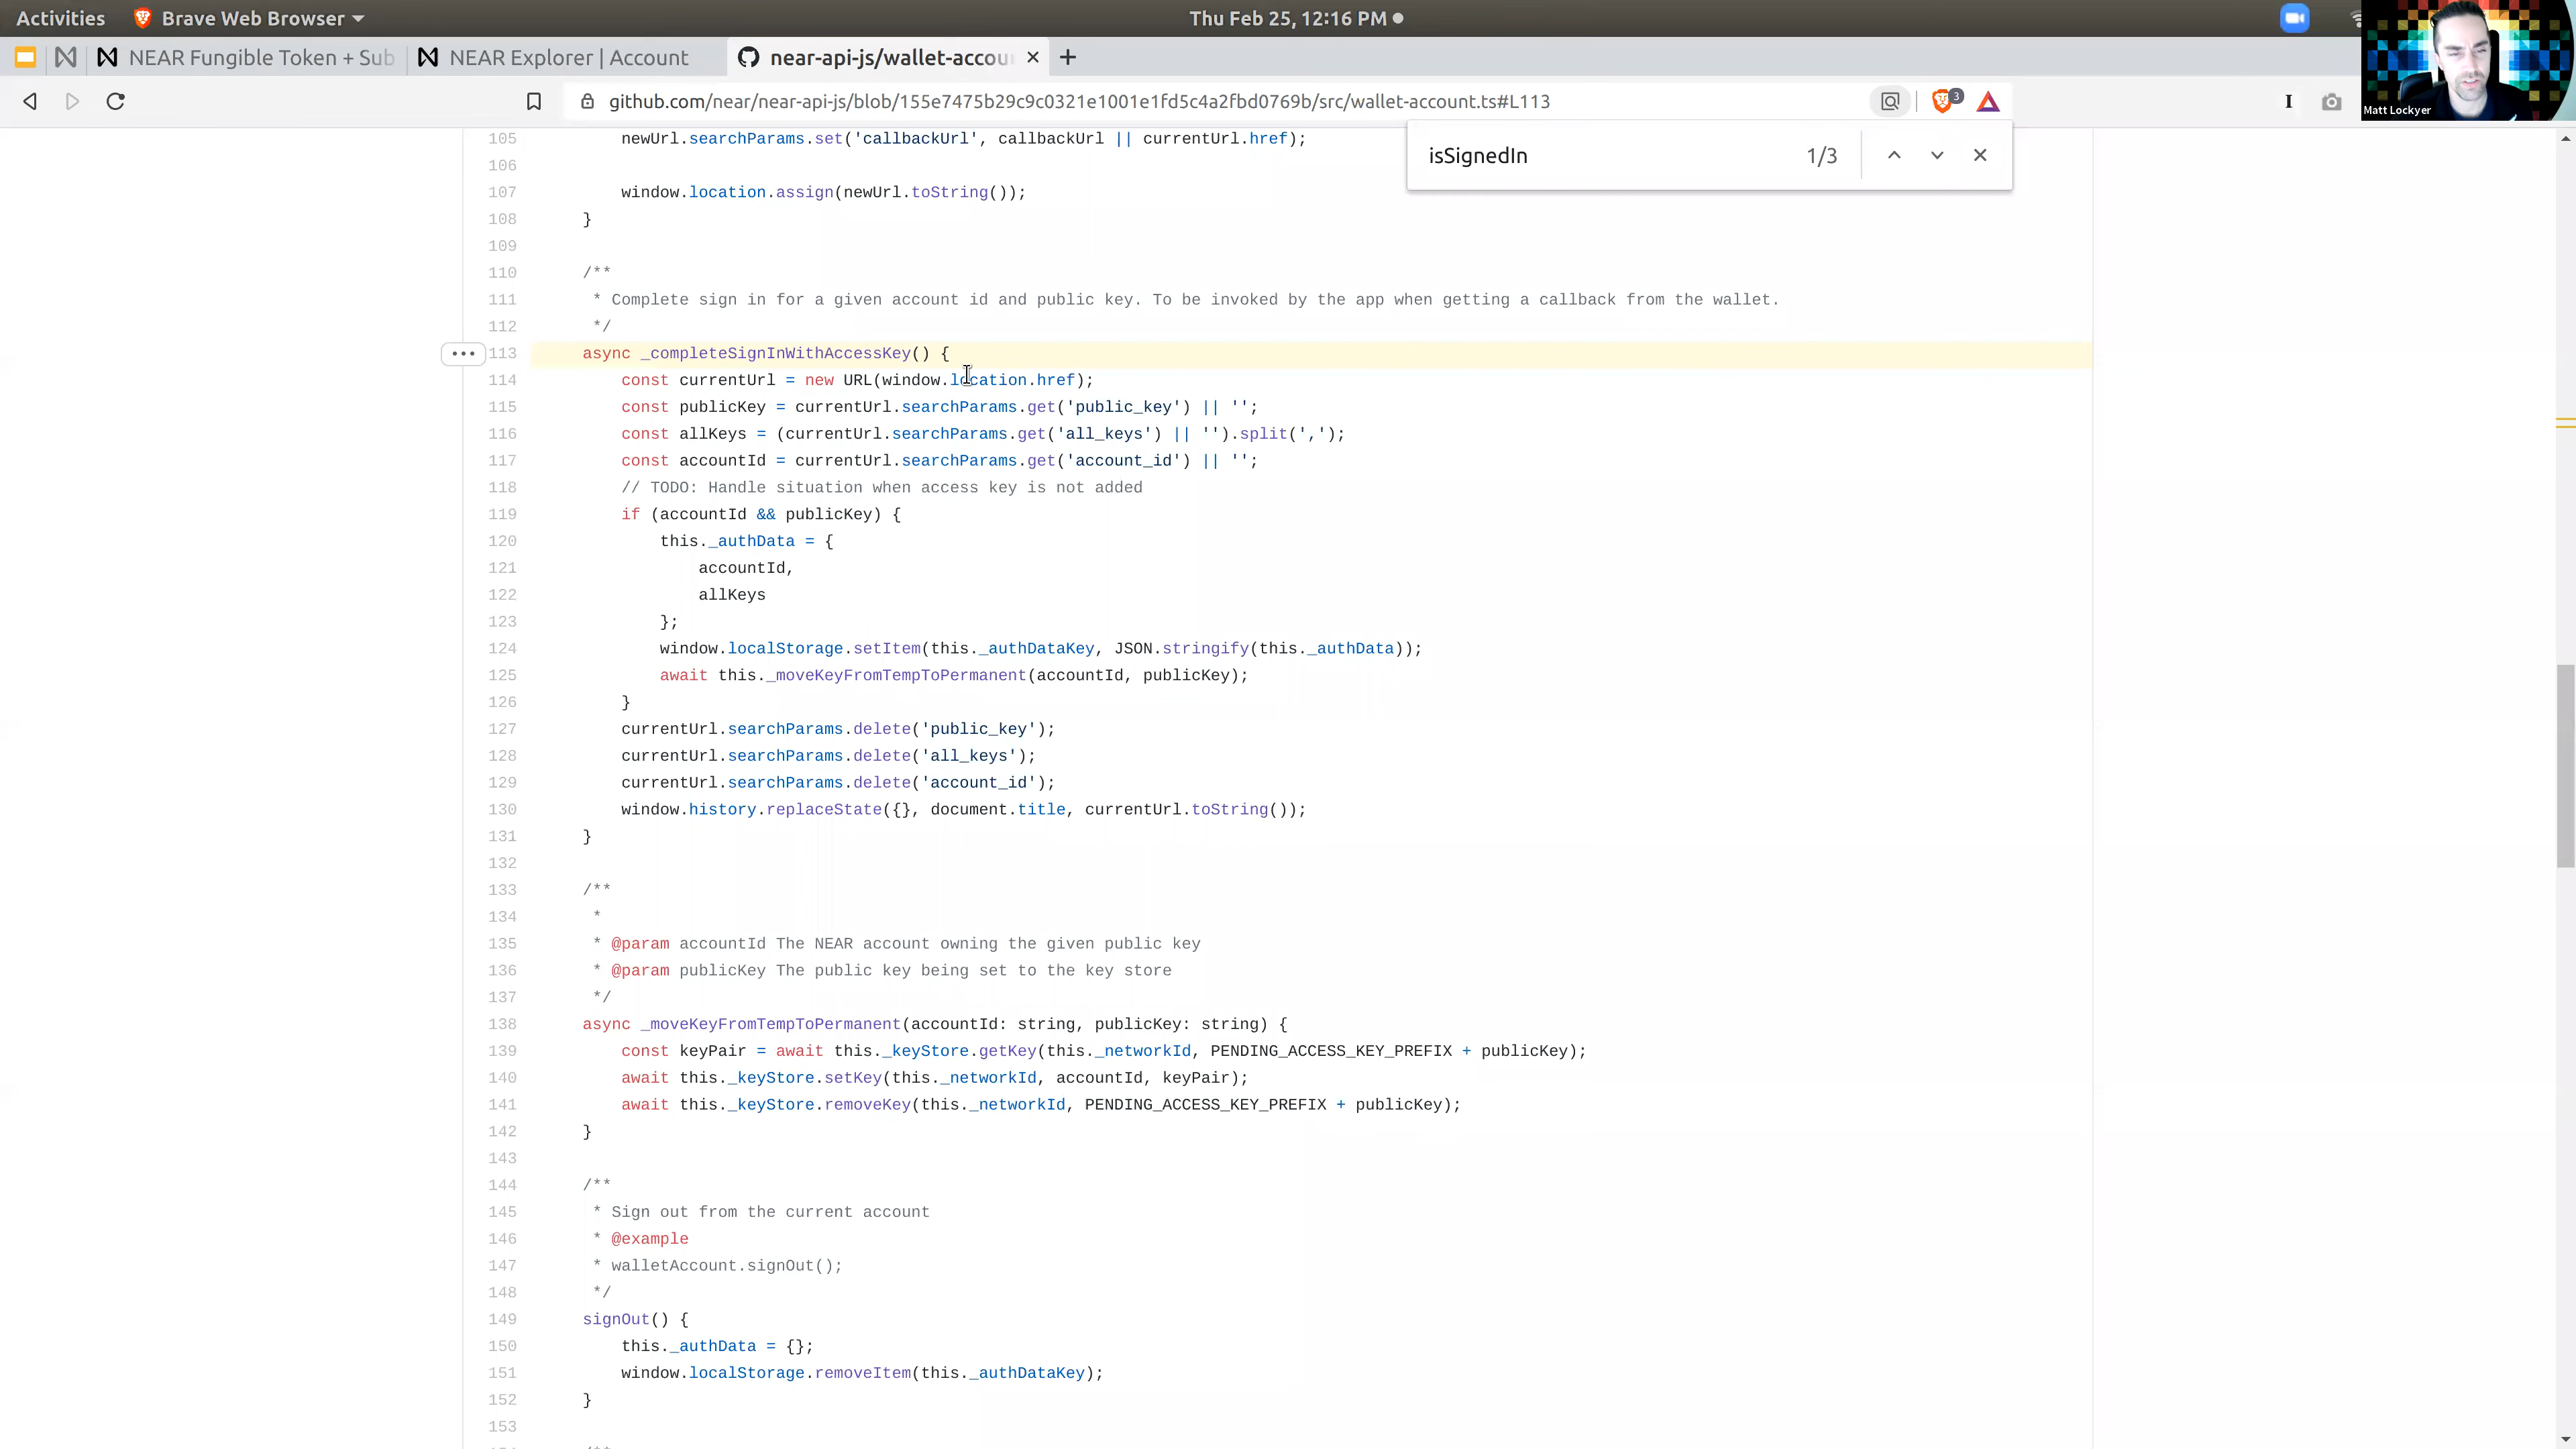 Activities
Brave Web Browser
Thu Feb 25, 12:16 PM
NEAR Fungible Token + Sub
NEAR Explorer | Account
near-api-js/wallet-accou
github.com/near/near-api-js/blob/155e7475b29c9c0321e1001e1fd5c4a2fbd0769b/src/wallet-account.ts#L113
3
Matt Lockyer
isSignedIn 1/3
105 newUrl.searchParams.set('callbackUrl', callbackUrl || currentUrl.href);
106
107 window.location.assign(newUrl.toString());
108 }
109
110 /**
111 * Complete sign in for a given account id and public key. To be invoked by the app when getting a callback from the wallet.
112 */
113 async _completeSignInWithAccessKey() {
114 const currentUrl = new URL(window.location.href);
115 const publicKey = currentUrl.searchParams.get('public_key') || '';
116 const allKeys = (currentUrl.searchParams.get('all_keys') || '').split(',');
117 const accountId = currentUrl.searchParams.get('account_id') || '';
118 // TODO: Handle situation when access key is not added
119 if (accountId && publicKey) {
120 this._authData = {
121 accountId,
122 allKeys
123 };
124 window.localStorage.setItem(this._authDataKey, JSON.stringify(this._authData));
125 await this._moveKeyFromTempToPermanent(accountId, publicKey);
126 }
127 currentUrl.searchParams.delete('public_key');
128 currentUrl.searchParams.delete('all_keys');
129 currentUrl.searchParams.delete('account_id');
130 window.history.replaceState({}, document.title, currentUrl.toString());
131 }
132
133 /**
134 *
135 * @param accountId The NEAR account owning the given public key
136 * @param publicKey The public key being set to the key store
137 */
138 async _moveKeyFromTempToPermanent(accountId: string, publicKey: string) {
139 const keyPair = await this._keyStore.getKey(this._networkId, PENDING_ACCESS_KEY_PREFIX + publicKey);
140 await this._keyStore.setKey(this._networkId, accountId, keyPair);
141 await this._keyStore.removeKey(this._networkId, PENDING_ACCESS_KEY_PREFIX + publicKey);
142 }
143
144 /**
145 * Sign out from the current account
146 * @example
147 * walletAccount.signOut();
148 */
149 signOut() {
150 this._authData = {};
151 window.localStorage.removeItem(this._authDataKey);
152 }
153